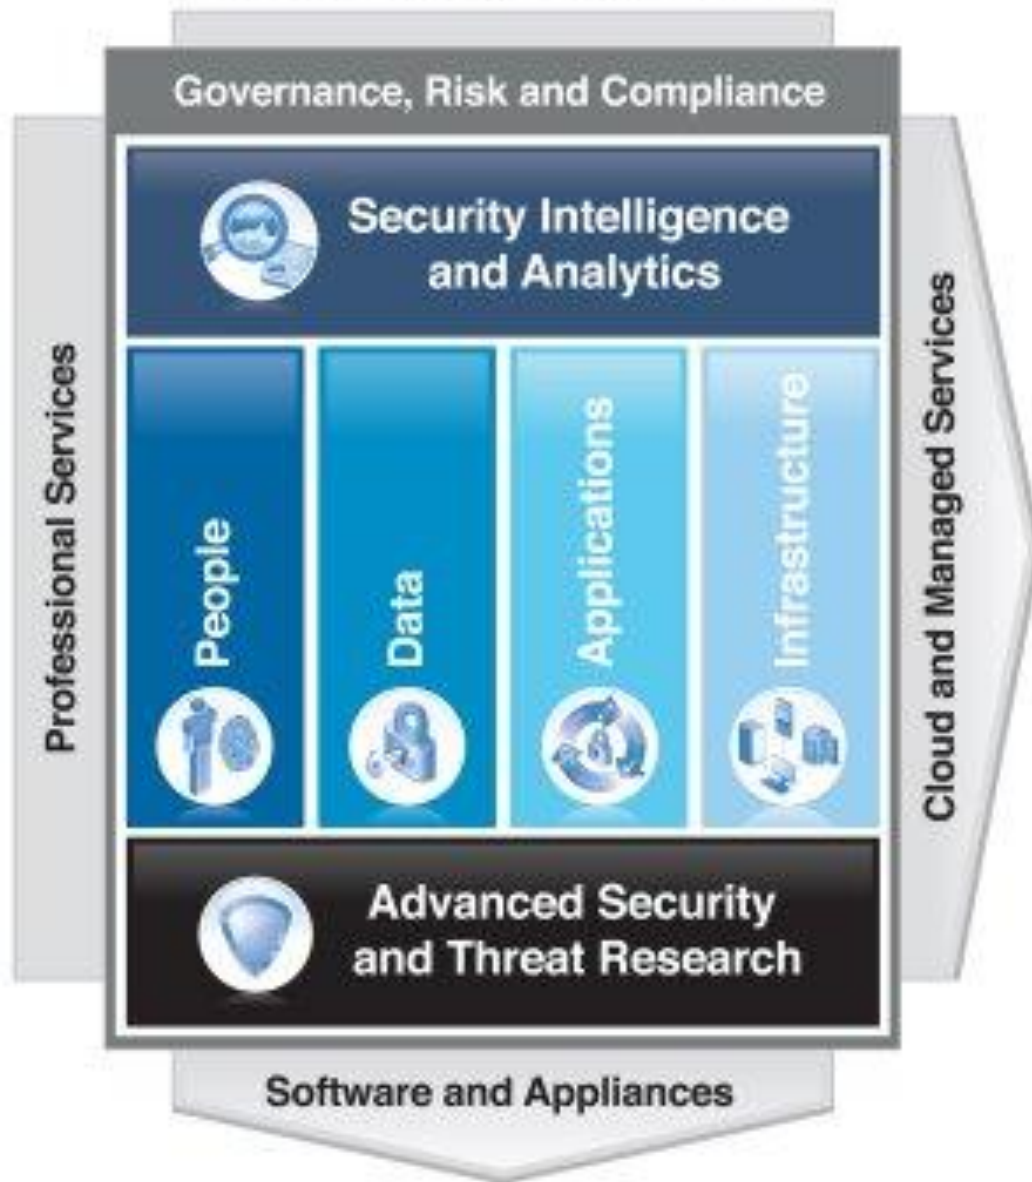 Governance, Risk and Compliance
Security Intelligence
and Analytics
Professional Services
People
Data
Applications
Infrastructure
Cloud and Managed Services
Advanced Security
and Threat Research
Software and Appliances